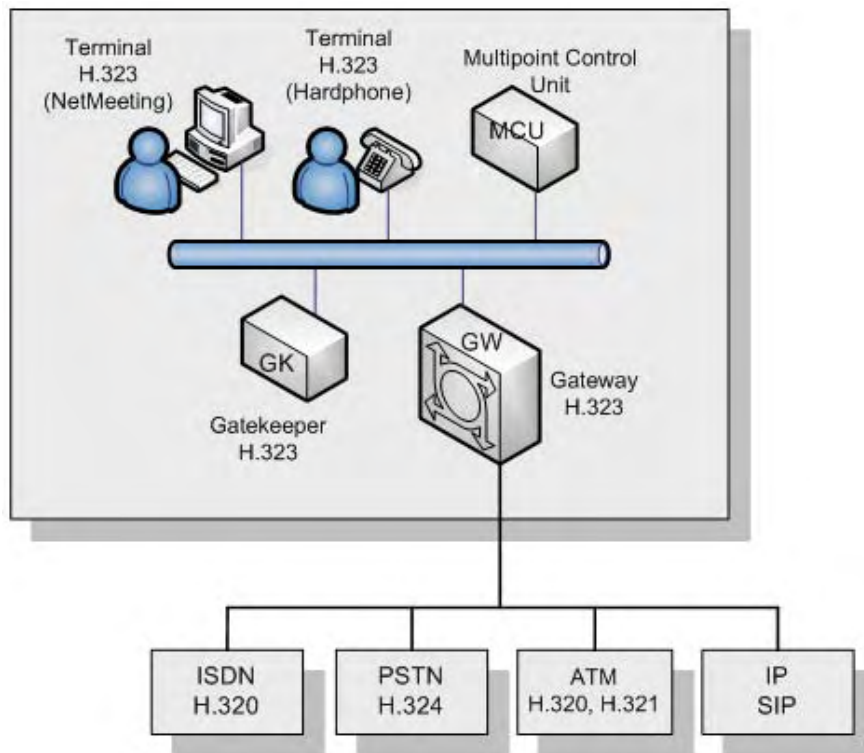 Terminal
H.323
(NetMeeting)
Terminal
H.323
(Hardphone)
Multipoint Control
Unit
MCU
GK
Gatekeeper
H.323
GW
Gateway
H.323
ISDN
H.320
PSTN
H.324
ATM
H.320, H.321
IP
SIP